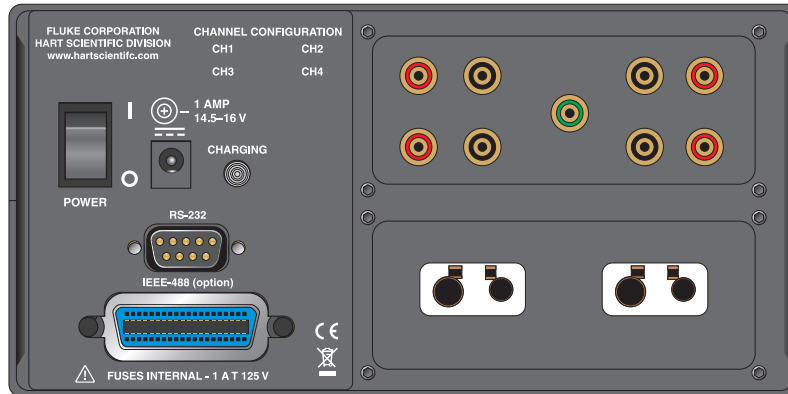 FLUKE CORPORATION
HART SCIENTIFIC DIVISION
www.hartscientifc.com
CHANNEL CONFIGURATION
CH1 CH2
CH3 CH4
1 AMP
14.5–16 V
CHARGING
POWER
RS-232
IEEE-488 (option)
CE
FUSES INTERNAL - 1 A T 125 V